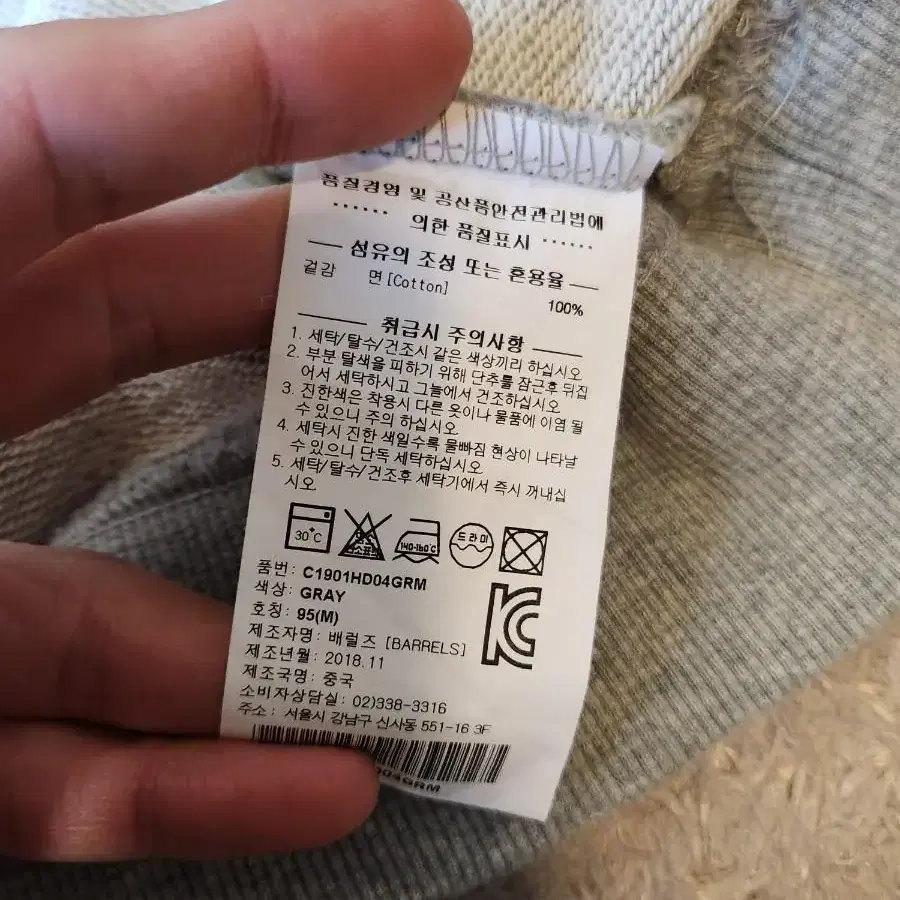 품질경영 및 공산품안전관리법에
의한 품질표시
섬유의 조성 또는 혼용율
겉감 면[Cotton] 100%
취급시 주의사항
1. 세탁/탈수/건조시 같은 색상끼리 하십시오
2. 부분 탈색을 피하기 위해 단추를 잠근후 뒤집
어서 세탁하시고 그늘에서 건조하십시오
3. 진한색은 착용시 다른 옷이나 물품에 이염 될
수 있으니 주의 하십시오
4. 세탁시 진한 색일수록 물빠짐 현상이 나타날
수 있으니 단독 세탁하십시오
5. 세탁/탈수/건조후 세탁기에서 즉시 꺼내십
시오
30°C 140-160°C 드라이
품번: C1901HD04GRM
색상: GRAY
호칭: 95(M)
제조자명: 배럴즈 [BARRELS]
제조년월: 2018.11
제조국명: 중국
소비자상담실: 02)338-3316
주소: 서울시 강남구 신사동 551-16 3F
04GRM